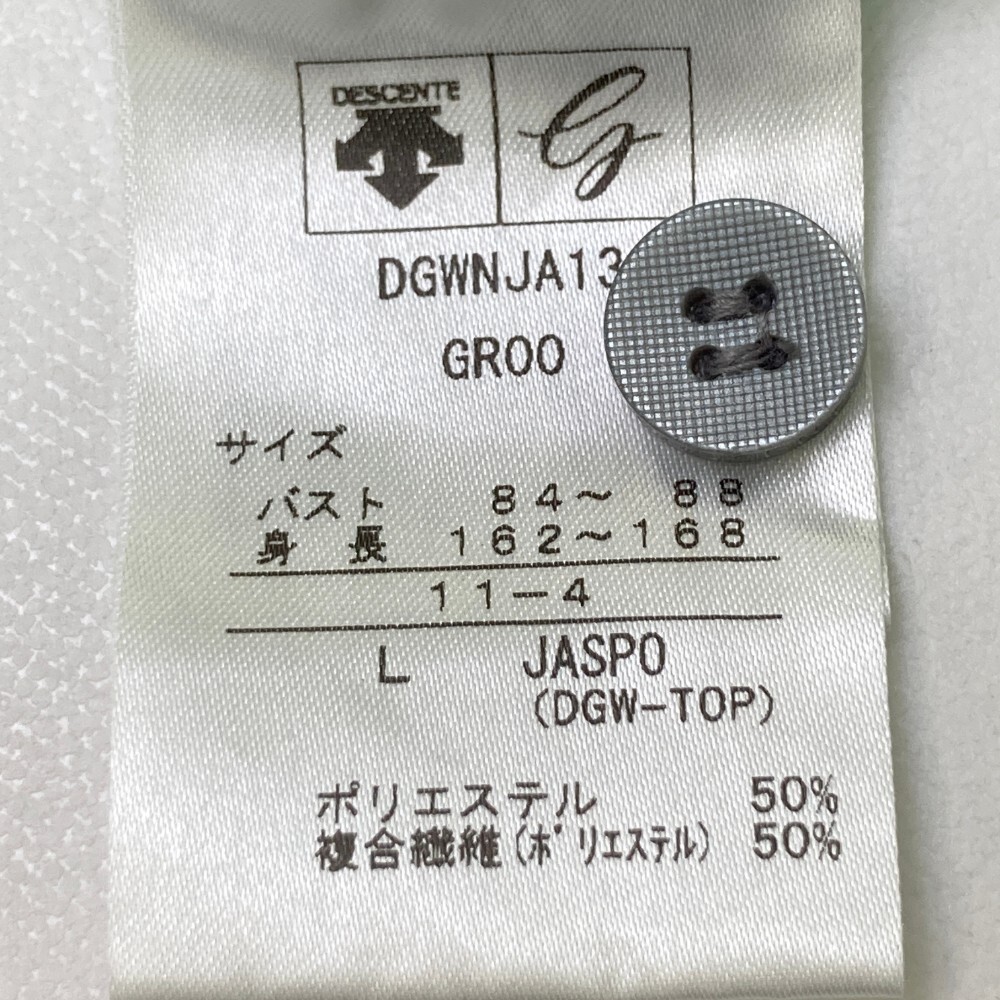 DESCENTE G
DGWNJA13
GR00
サイズ
バスト 84～ 88
身 長 162～168
11－4
L JASPO
(DGW-TOP)
ポリエステル 50%
複合繊維(ポリエステル) 50%